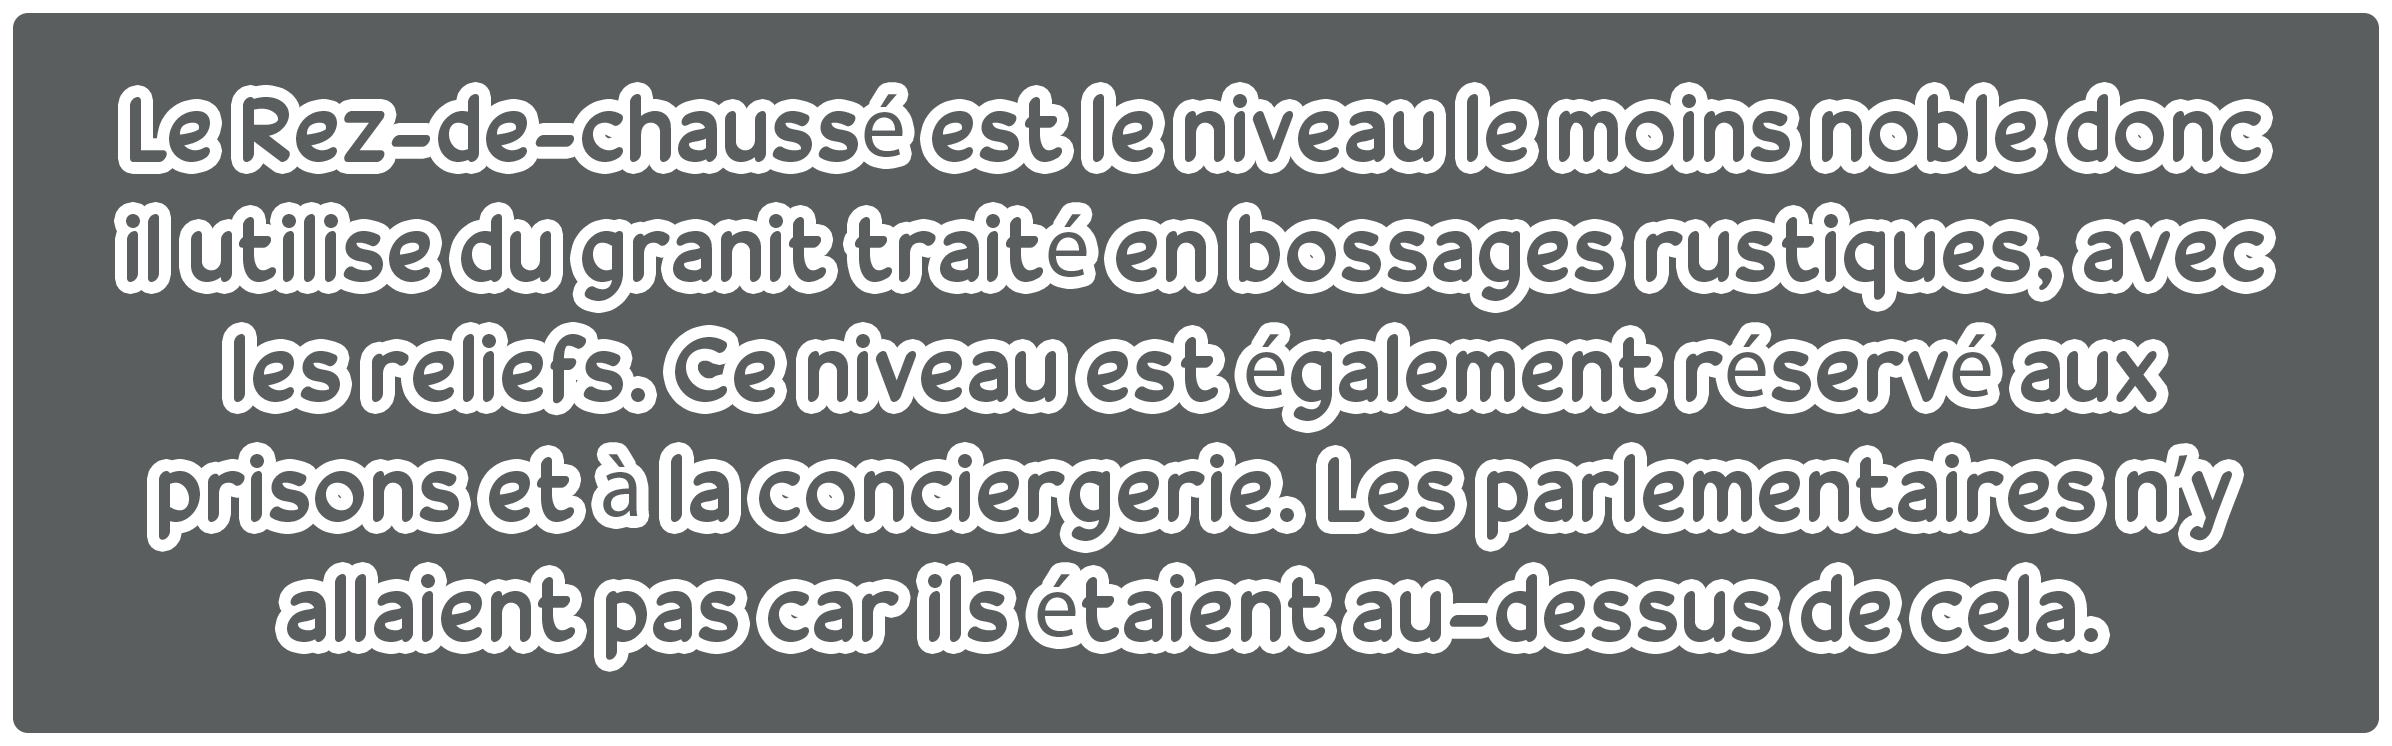 Le Rez-de-chaussé est le niveau le moins noble donc
il utilise du granit traité en bossages rustiques, avec
les reliefs. Ce niveau est également réservé aux
prisons et à la conciergerie. Les parlementaires n'y
allaient pas car ils étaient au-dessus de cela.